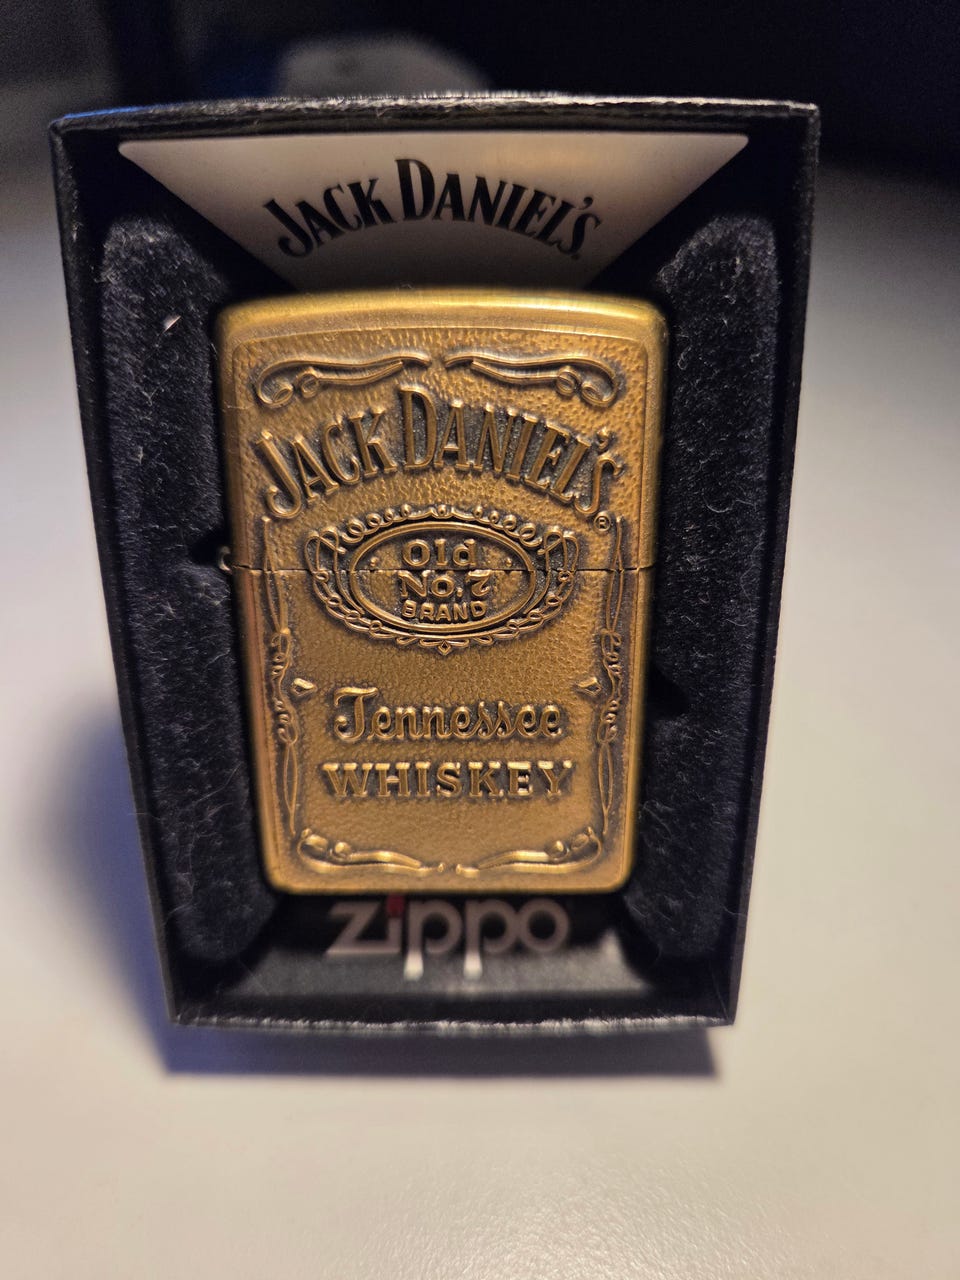 JACK DANIEL'S
JACK DANIEL'S®
Old
No. 7
BRAND
Tennessee
WHISKEY
zippo